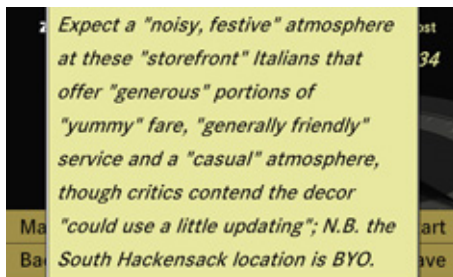 Expect a "noisy, festive" atmosphere
at these "storefront" Italians that
34
offer "generous" portions of
"yummy" fare, "generally friendly"
service and a "casual" atmosphere,
though critics contend the decor
"could use a little updating"; N.B. the
South Hackensack location is BYO.